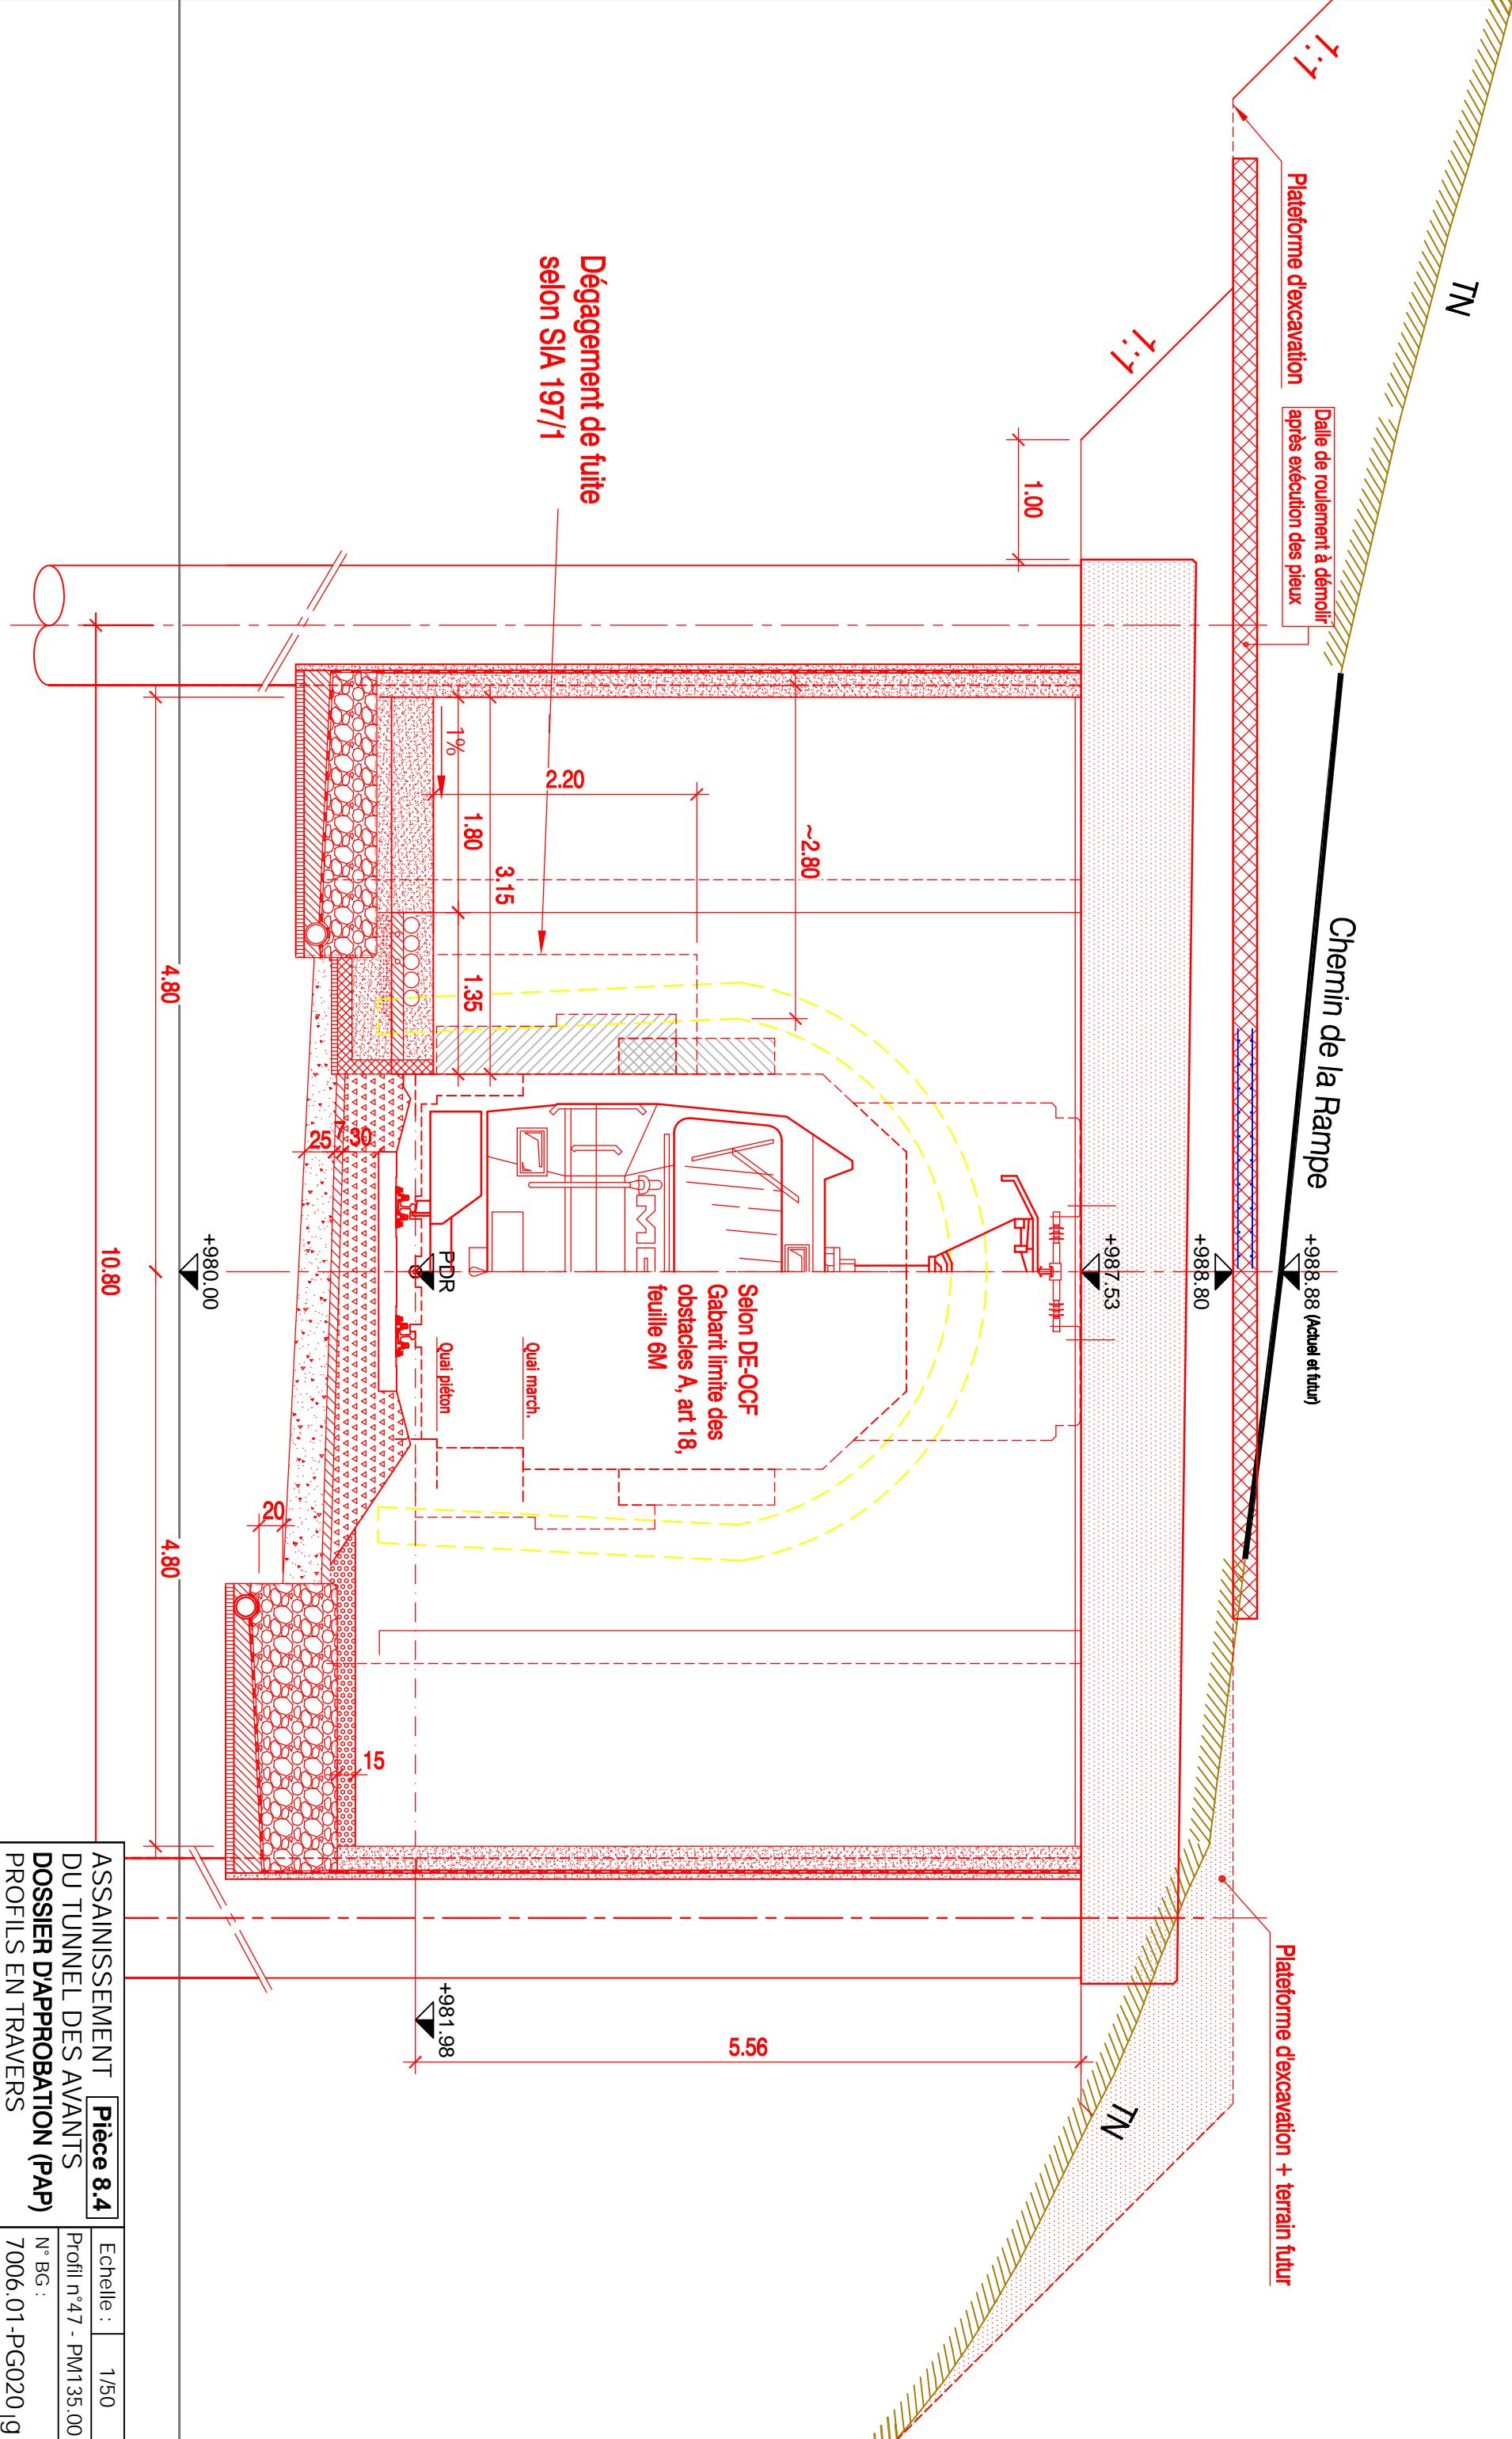 1:1
TN
Plateforme d'excavation
Dalle de roulement à démolir
après exécution des pieux
1:1
Chemin de la Rampe
+988.88 (Actuel et futur)
+988.80
+987.53
Plateforme d'excavation + terrain futur
TN
1.00
Dégagement de fuite
selon SIA 197/1
~2.80
2.20
3.15
1%
1.80
1.35
Selon DE-OCF
Gabarit limite des
obstacles A, art 18,
feuille 6M
Quai march.
Quai piéton
PDR
5.56
+981.98
25
7
30
20
15
+980.00
4.80
4.80
10.80
ASSAINISSEMENT
DU TUNNEL DES AVANTS
DOSSIER D'APPROBATION (PAP)
PROFILS EN TRAVERS
Pièce 8.4
Echelle :
1/50
Profil n°47 - PM135.00
N° BG :
7006.01-PG020 jg